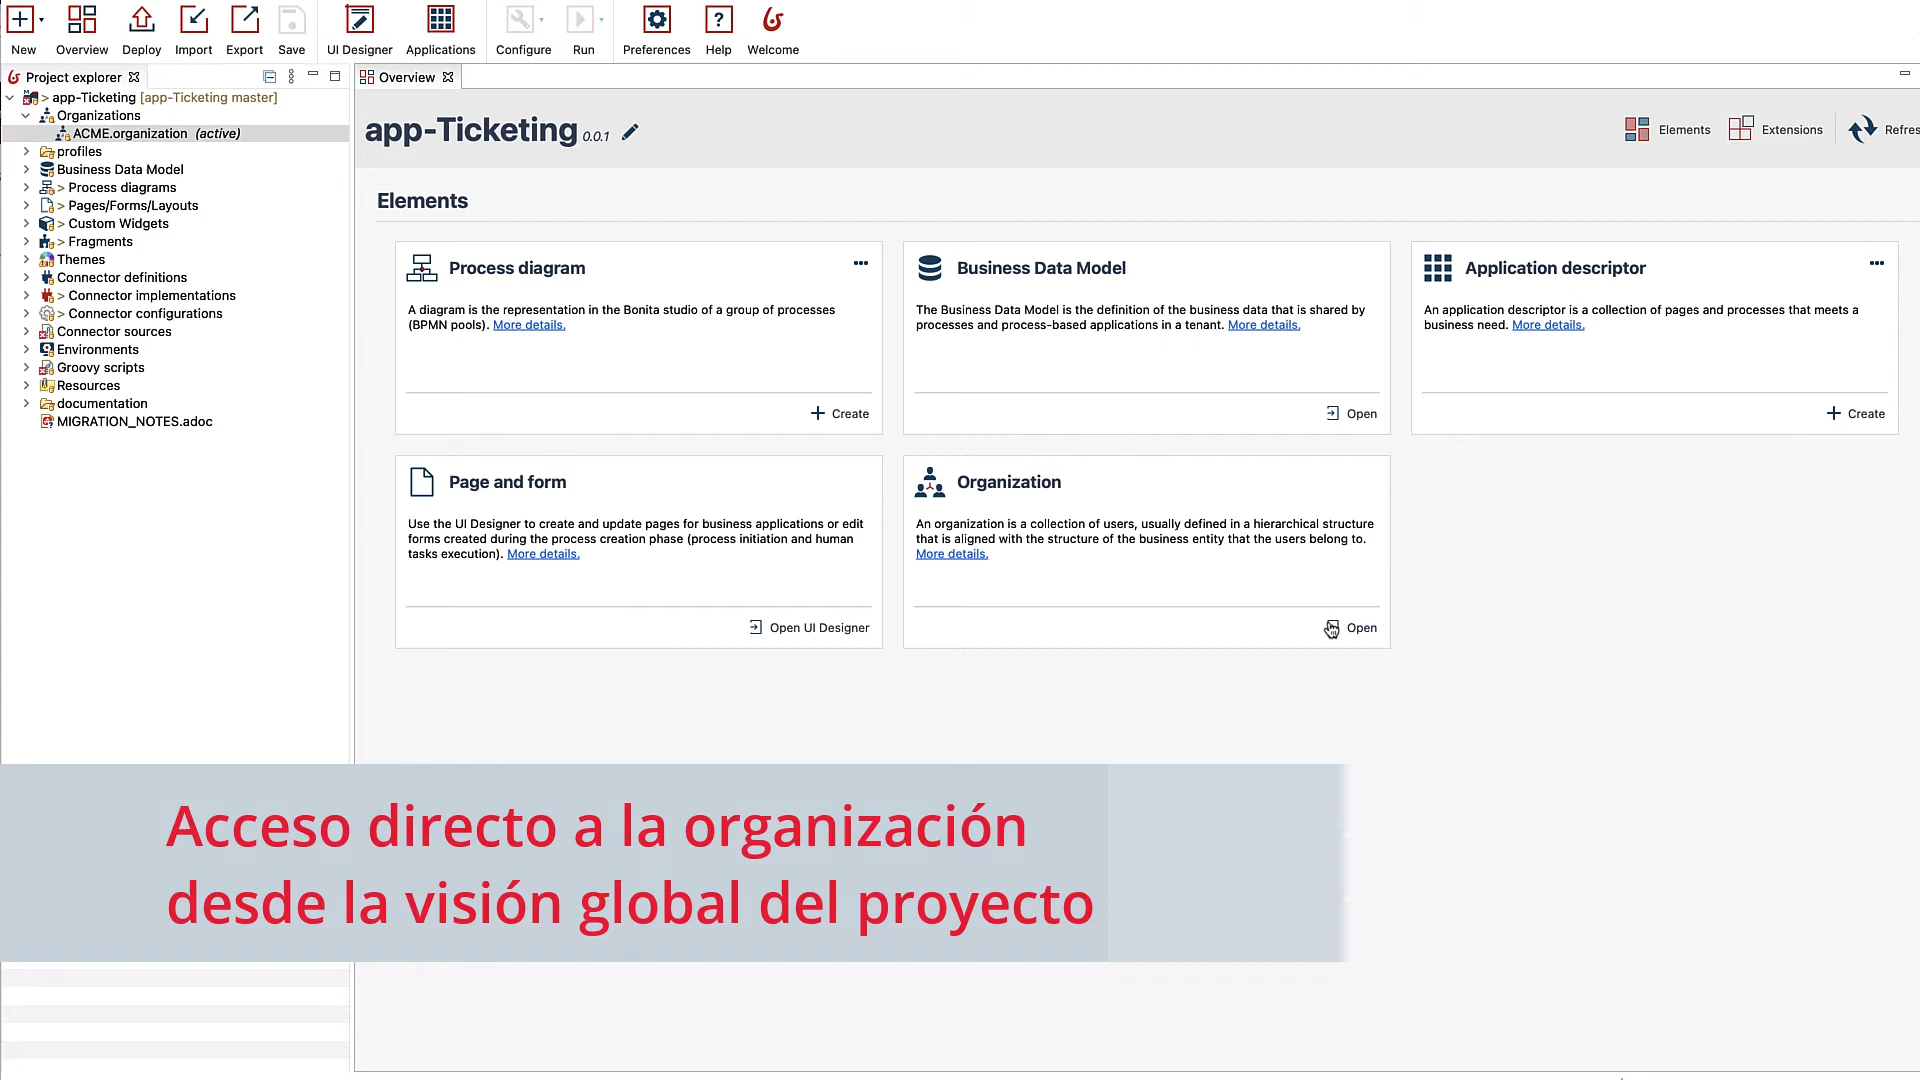 New
Overview
Deploy
Import
Export
Save
UI Designer
Applications
Configure
Run
Preferences
Help
Welcome
Project explorer
> app-Ticketing [app-Ticketing master]
Organizations
ACME.organization (active)
profiles
Business Data Model
> Process diagrams
> Pages/Forms/Layouts
> Custom Widgets
> Fragments
Themes
Connector definitions
> Connector implementations
> Connector configurations
Connector sources
Environments
Groovy scripts
Resources
documentation
MIGRATION_NOTES.adoc
Overview
app-Ticketing 0.0.1
Elements
Extensions
Refres
Elements
Process diagram
A diagram is the representation in the Bonita studio of a group of processes
(BPMN pools). More details.
Create
Business Data Model
The Business Data Model is the definition of the business data that is shared by
processes and process-based applications in a tenant. More details.
Open
Application descriptor
An application descriptor is a collection of pages and processes that meets a
business need. More details.
Create
Page and form
Use the UI Designer to create and update pages for business applications or edit
forms created during the process creation phase (process initiation and human
tasks execution). More details.
Open UI Designer
Organization
An organization is a collection of users, usually defined in a hierarchical structure
that is aligned with the structure of the business entity that the users belong to.
More details.
Open
Acceso directo a la organización
desde la visión global del proyecto